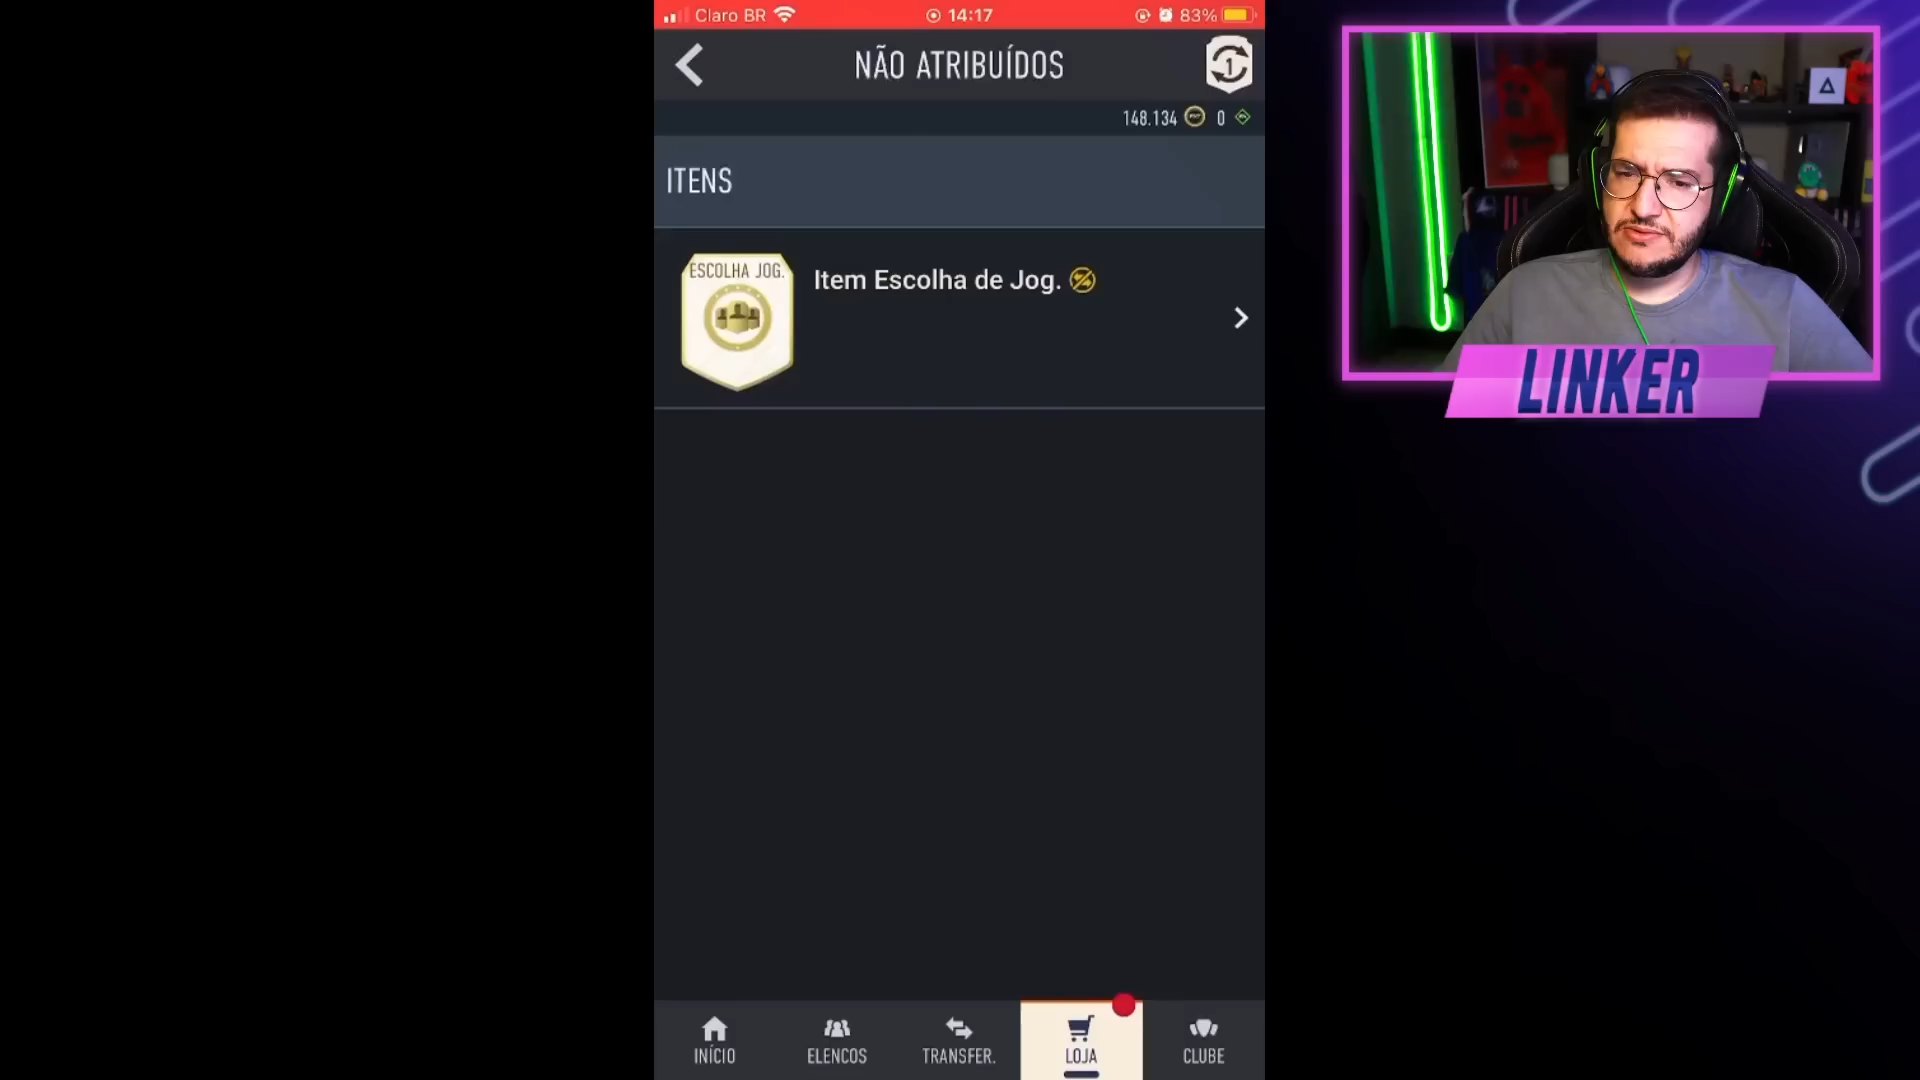 Claro BR 14:17 83%
NÃO ATRIBUÍDOS 1
148.134 0
ITENS
ESCOLHA JOG.
Item Escolha de Jog.
LINKER
INÍCIO ELENCOS TRANSFER. LOJA CLUBE